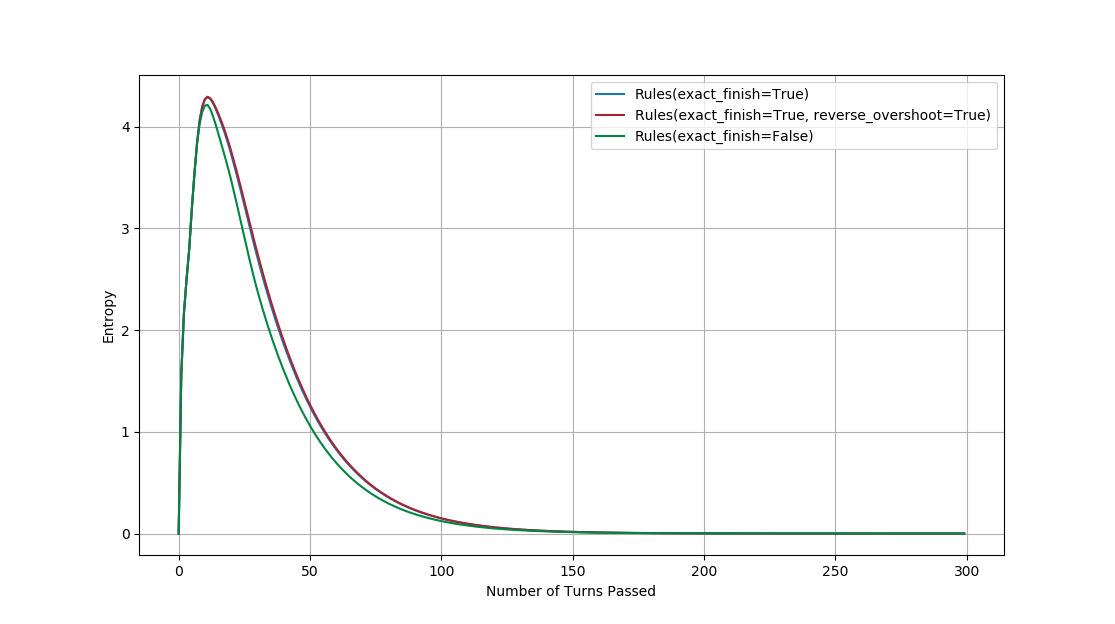 Rules(exact_finish=True)
Rules(exact_finish=True, reverse_overshoot=True)
Rules(exact_finish=False)
4
3
2
1
0
Entropy
0 50 100 150 200 250 300
Number of Turns Passed